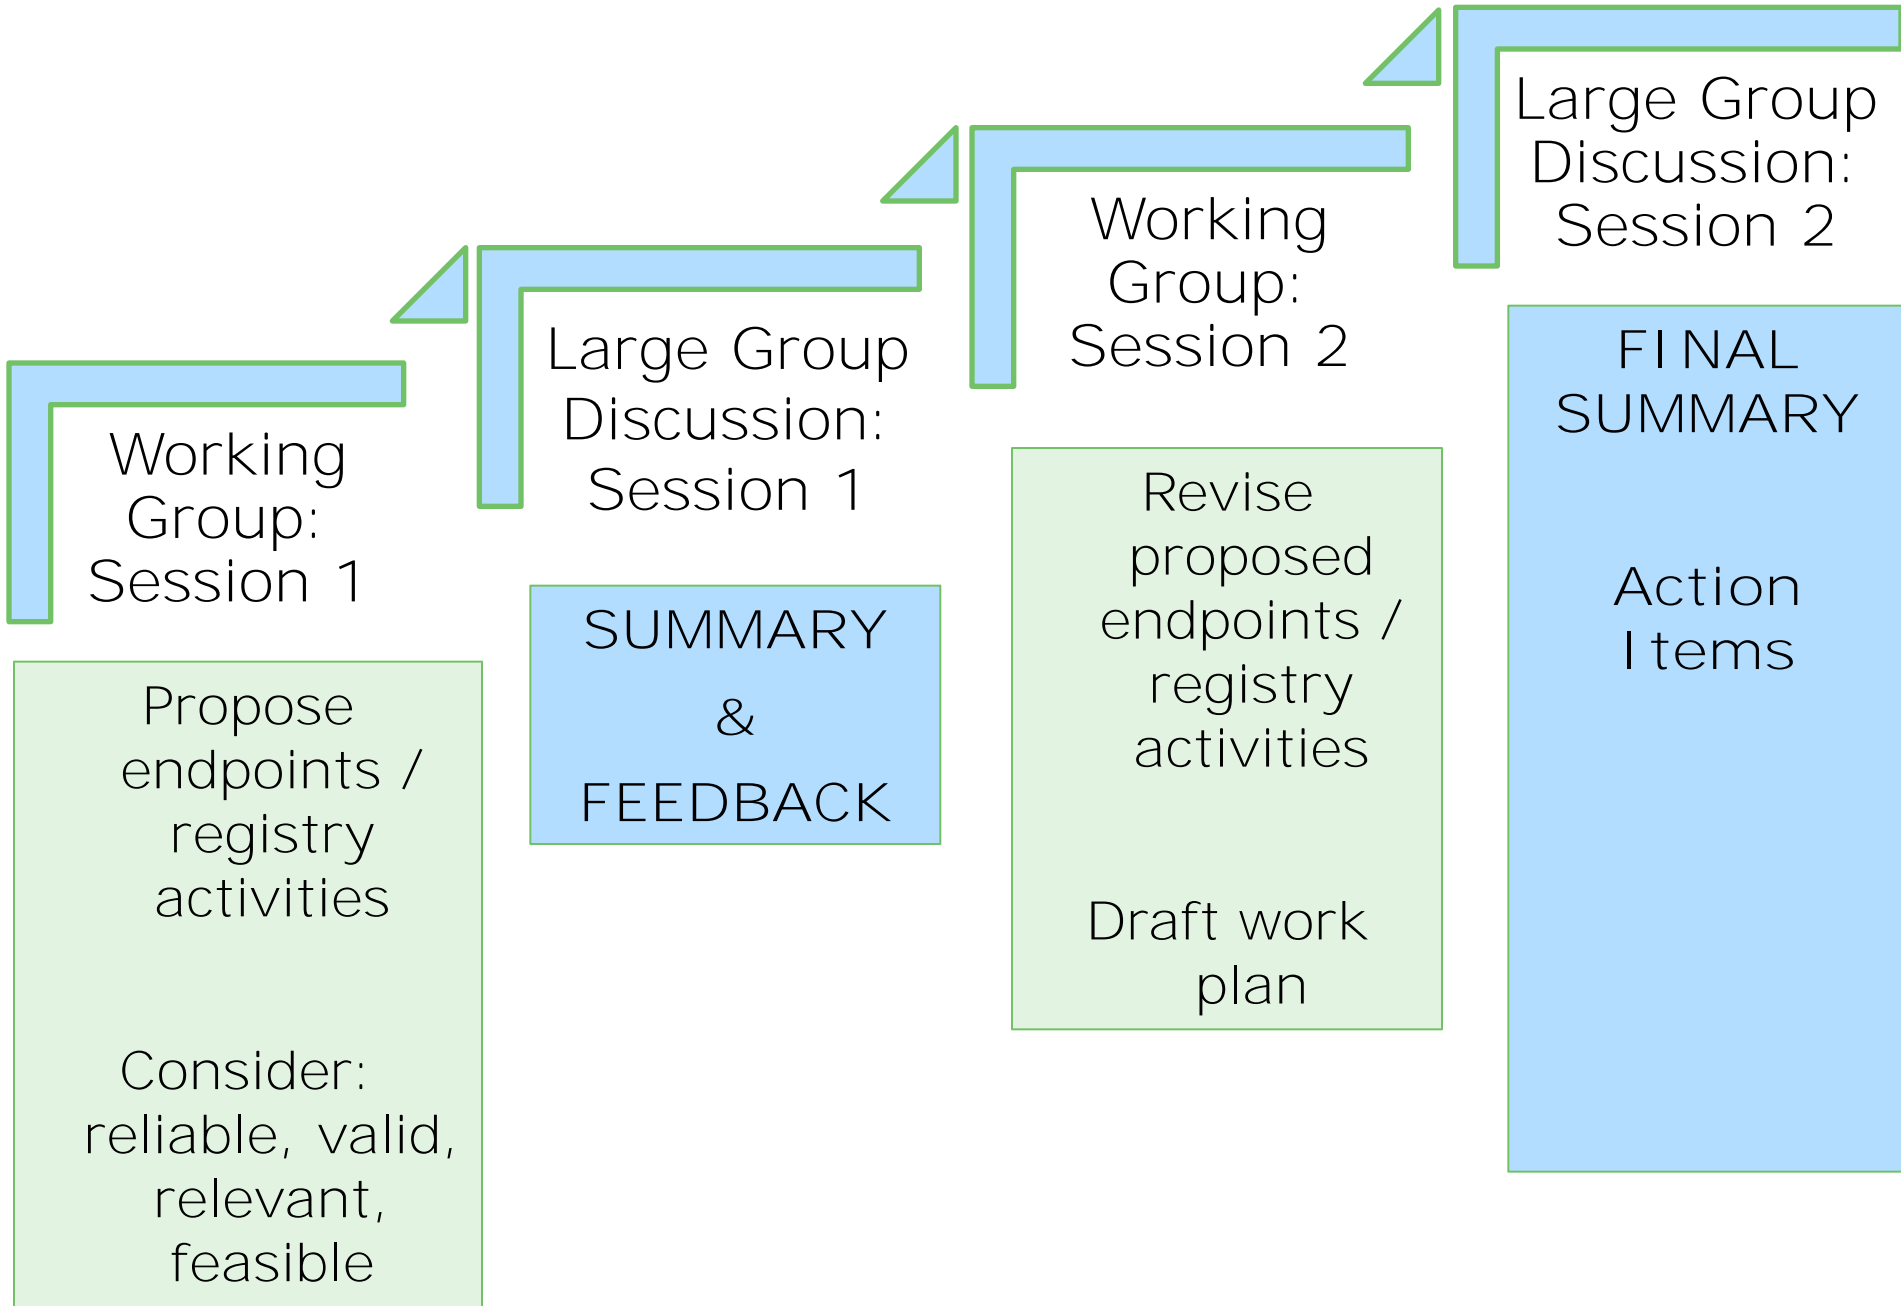 Working
Group:
Session 1
Propose
endpoints /
registry
activities
Consider:
reliable, valid,
relevant,
feasible
Large Group
Discussion:
Session 1
SUMMARY
&
FEEDBACK
Working
Group:
Session 2
Revise
proposed
endpoints /
registry
activities
Draft work
plan
Large Group
Discussion:
Session 2
FINAL
SUMMARY
Action
Items